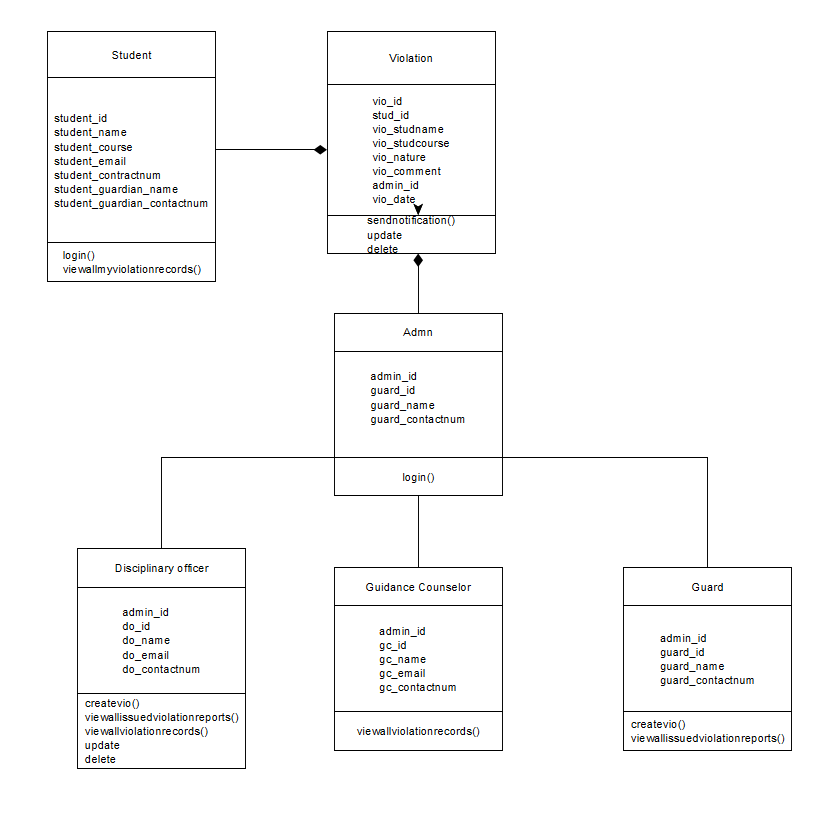 Student
student_id
student_name
student_course
student_email
student_contractnum
student_guardian_name
student_guardian_contactnum
login()
viewallmyviolationrecords()
Violation
vio_id
stud_id
vio_studname
vio_studcourse
vio_nature
vio_comment
admin_id
vio_date
sendnotification()
update
delete
Admn
admin_id
guard_id
guard_name
guard_contactnum
login()
Disciplinary officer
admin_id
do_id
do_name
do_email
do_contactnum
createvio()
viewallissuedviolationreports()
viewallviolationrecords()
update
delete
Guidance Counselor
admin_id
gc_id
gc_name
gc_email
gc_contactnum
viewallviolationrecords()
Guard
admin_id
guard_id
guard_name
guard_contactnum
createvio()
viewallissuedviolationreports()